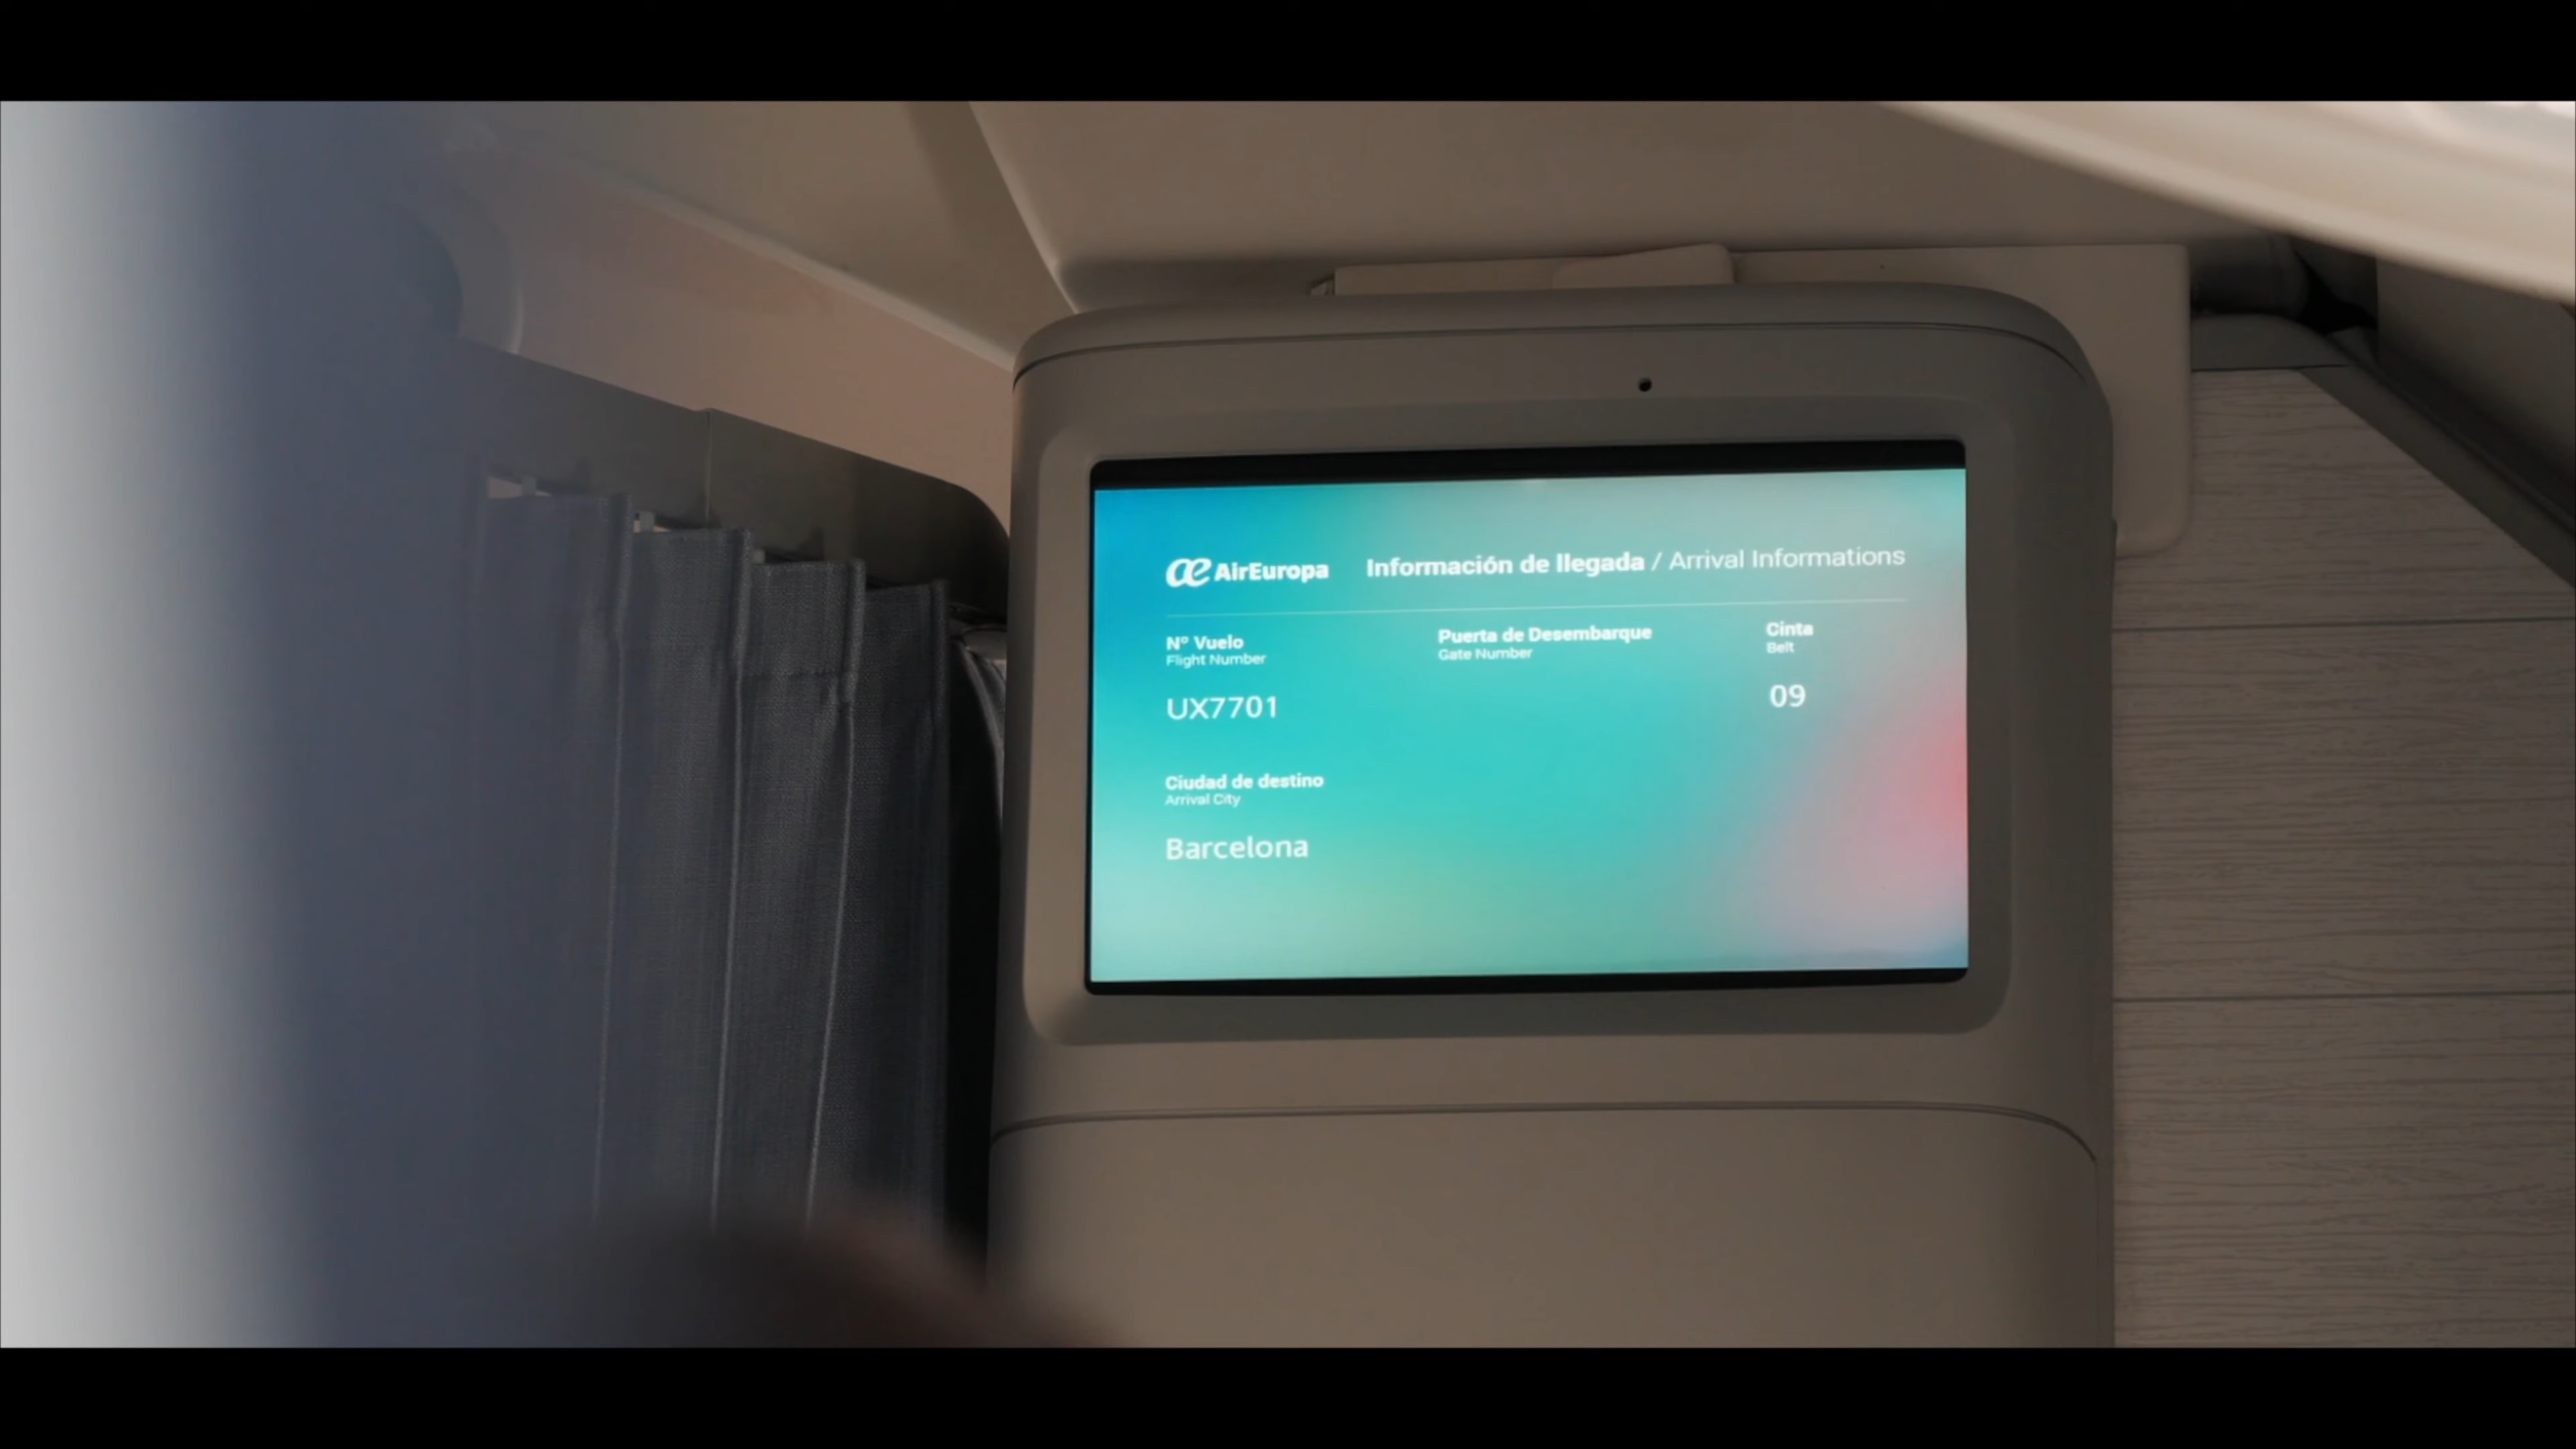 AirEuropa Información de llegada / Arrival Informations
Nº Vuelo
Flight Number
UX7701
Puerta de Desembarque
Gate Number
Cinta
Belt
09
Ciudad de destino
Arrival City
Barcelona